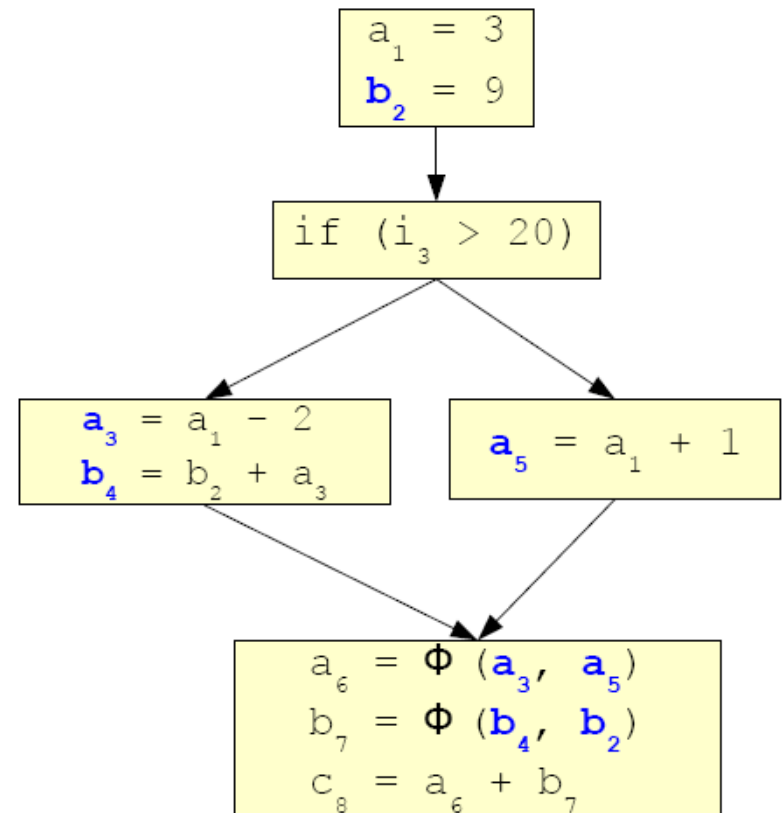 a₁ = 3
b₂ = 9
if (i₃ > 20)
a₃ = a₁ - 2
b₄ = b₂ + a₃
a₅ = a₁ + 1
a₆ = Φ (a₃, a₅)
b₇ = Φ (b₄, b₂)
c₈ = a₆ + b₇